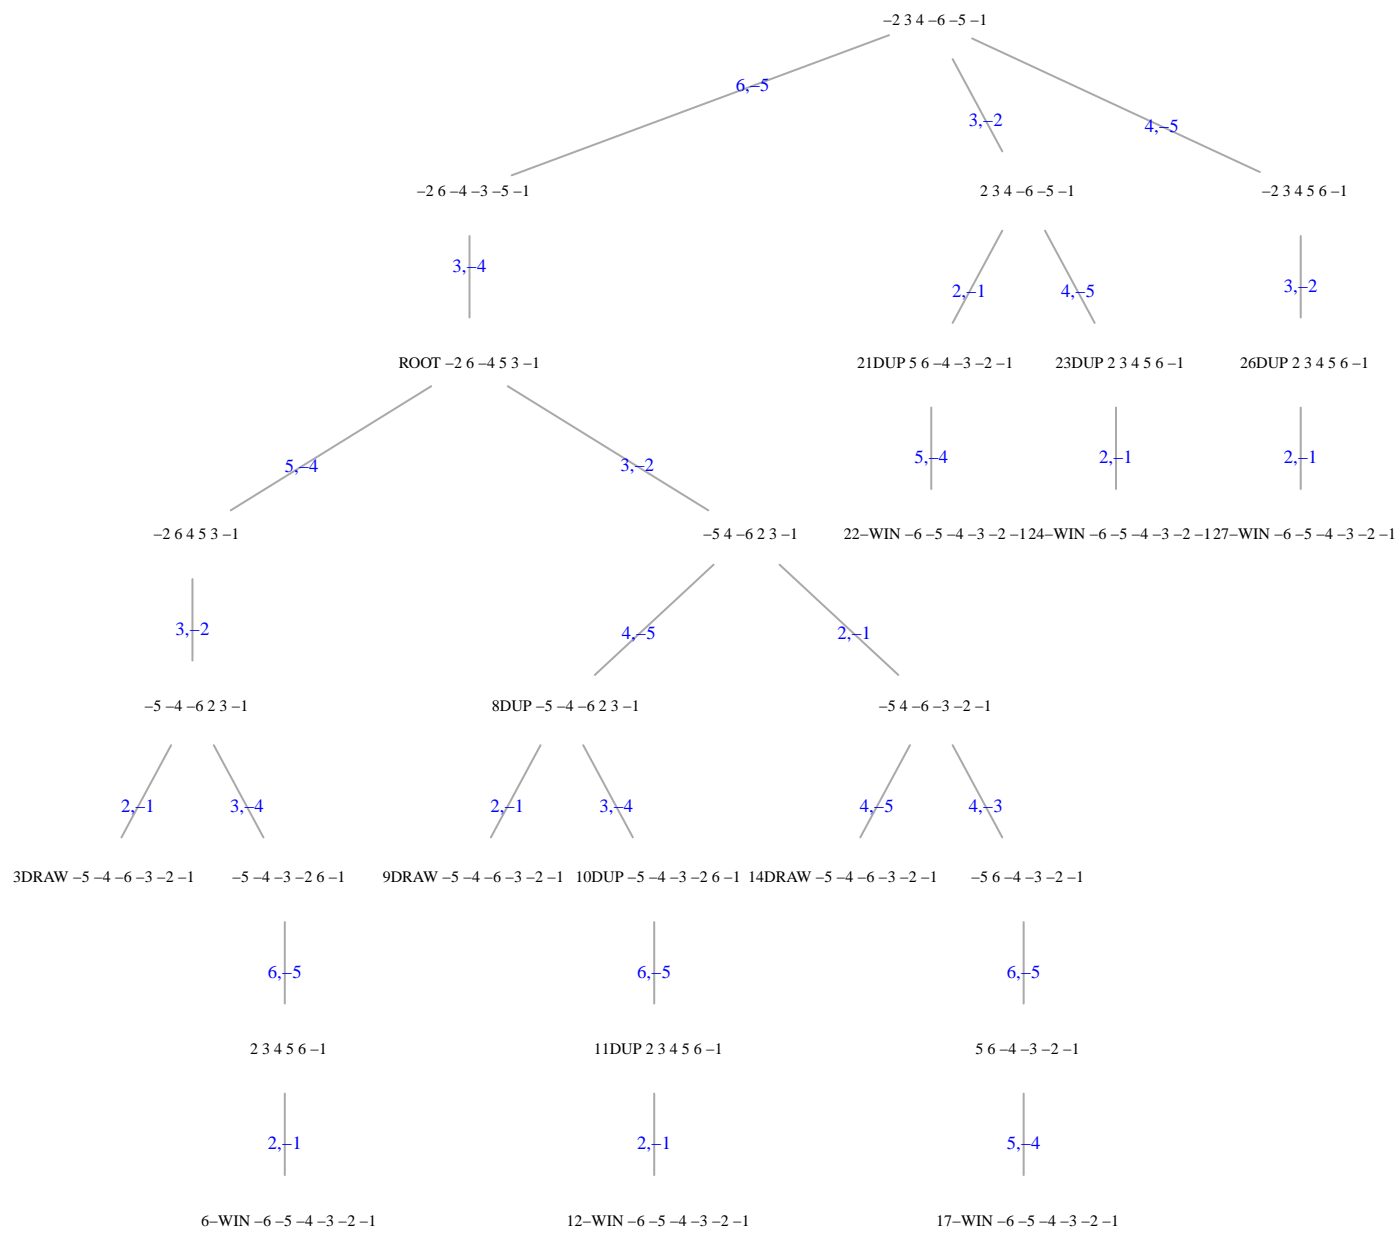 –2 3 4 –6 –5 –1
6,–5
3,–2
4,–5
–2 6 –4 –3 –5 –1
2 3 4 –6 –5 –1
–2 3 4 5 6 –1
3,–4
2,–1
4,–5
3,–2
ROOT –2 6 –4 5 3 –1
21DUP 5 6 –4 –3 –2 –1
23DUP 2 3 4 5 6 –1
26DUP 2 3 4 5 6 –1
5,–4
3,–2
5,–4
2,–1
2,–1
–2 6 4 5 3 –1
–5 4 –6 2 3 –1
22–WIN –6 –5 –4 –3 –2 –1
24–WIN –6 –5 –4 –3 –2 –1
27–WIN –6 –5 –4 –3 –2 –1
3,–2
4,–5
2,–1
–5 –4 –6 2 3 –1
8DUP –5 –4 –6 2 3 –1
–5 4 –6 –3 –2 –1
2,–1
3,–4
2,–1
3,–4
4,–5
4,–3
3DRAW –5 –4 –6 –3 –2 –1
–5 –4 –3 –2 6 –1
9DRAW –5 –4 –6 –3 –2 –1
10DUP –5 –4 –3 –2 6 –1
14DRAW –5 –4 –6 –3 –2 –1
–5 6 –4 –3 –2 –1
6,–5
6,–5
6,–5
2 3 4 5 6 –1
11DUP 2 3 4 5 6 –1
5 6 –4 –3 –2 –1
2,–1
2,–1
5,–4
6–WIN –6 –5 –4 –3 –2 –1
12–WIN –6 –5 –4 –3 –2 –1
17–WIN –6 –5 –4 –3 –2 –1